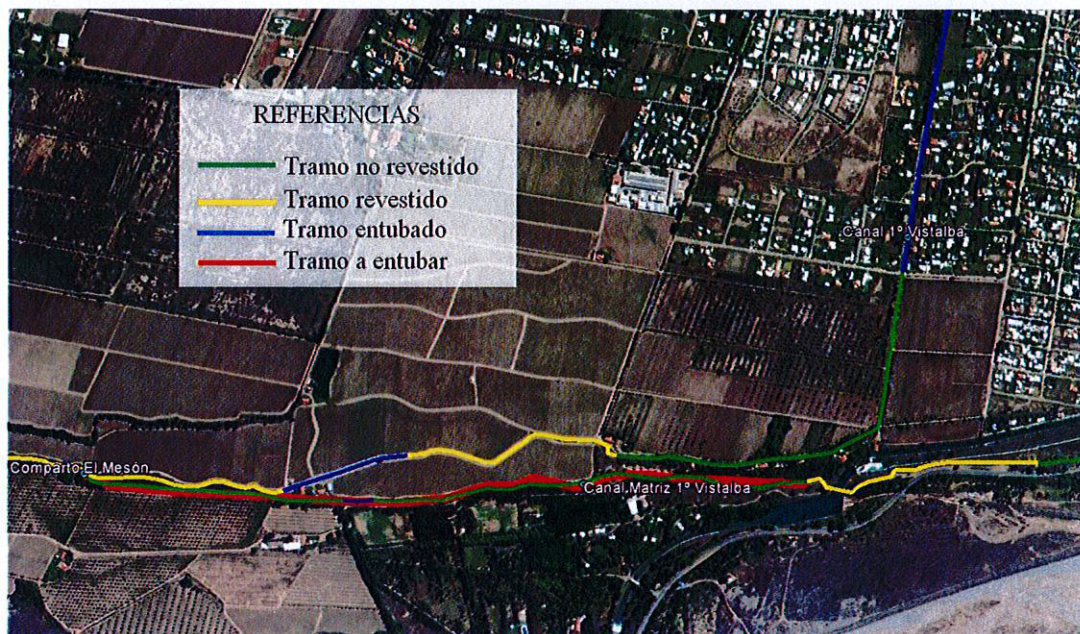 REFERENCIAS
Tramo no revestido
Tramo revestido
Tramo entubado
Tramo a entubar
Canal 1º Vistalba
Comparto El Mesón
Canal Matriz 1º Vistalba